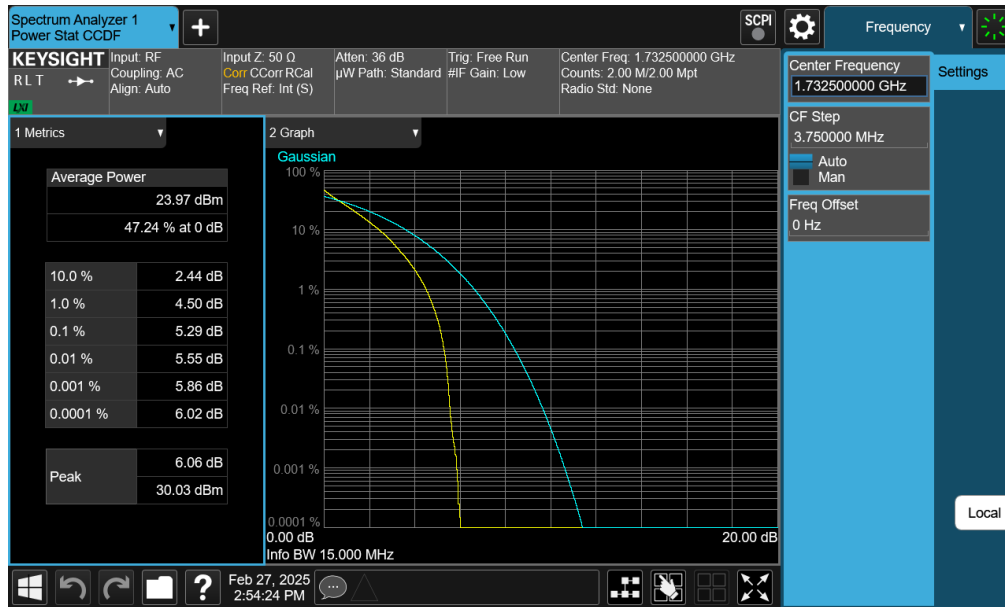 Spectrum Analyzer 1
Power Stat CCDF
+
SCPI
Frequency
KEYSIGHT
RLT
LXI
Input: RF
Coupling: AC
Align: Auto
Input Z: 50 Ω
Corr CCorr RCal
Freq Ref: Int (S)
Atten: 36 dB
µW Path: Standard
Trig: Free Run
#IF Gain: Low
Center Freq: 1.732500000 GHz
Counts: 2.00 M/2.00 Mpt
Radio Std: None
Center Frequency
1.732500000 GHz
Settings
CF Step
3.750000 MHz
Auto
Man
Freq Offset
0 Hz
Local
1 Metrics
Average Power
23.97 dBm
47.24 % at 0 dB
10.0 % 2.44 dB
1.0 % 4.50 dB
0.1 % 5.29 dB
0.01 % 5.55 dB
0.001 % 5.86 dB
0.0001 % 6.02 dB
Peak
6.06 dB
30.03 dBm
2 Graph
Gaussian
100 %
10 %
1 %
0.1 %
0.01 %
0.001 %
0.0001 %
0.00 dB 20.00 dB
Info BW 15.000 MHz
?
Feb 27, 2025
2:54:24 PM